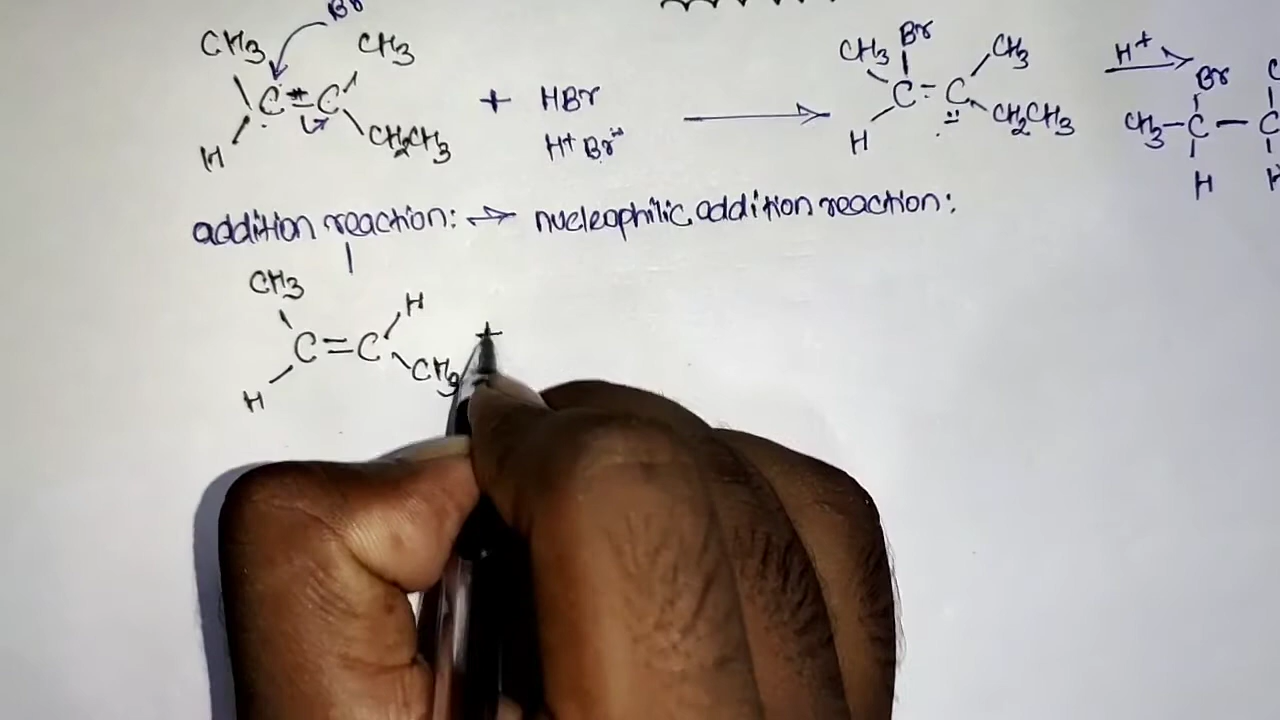 Br
CH3 CH3 C = C H CH2CH3 + HBr H+ Br- → CH3 Br C = C CH3 H CH2CH3 H+ → Br CH3 - C - C H H
addition reaction: → nucleophilic addition reaction:
CH3 H
C = C +
H CH3